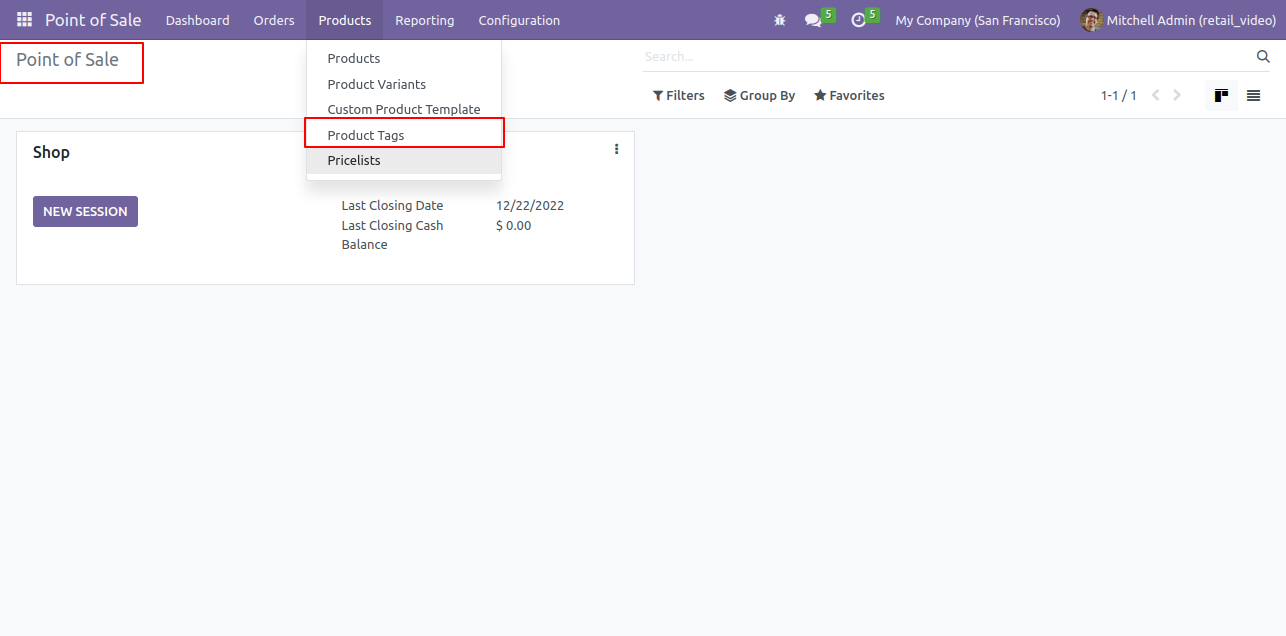 Point of Sale Dashboard Orders Products Reporting Configuration 5 5 My Company (San Francisco) Mitchell Admin (retail_video)
Point of Sale
Search...
Products
Product Variants
Custom Product Template
Product Tags
Pricelists
Filters Group By Favorites 1-1 / 1
Shop
NEW SESSION
Last Closing Date 12/22/2022
Last Closing Cash $ 0.00
Balance